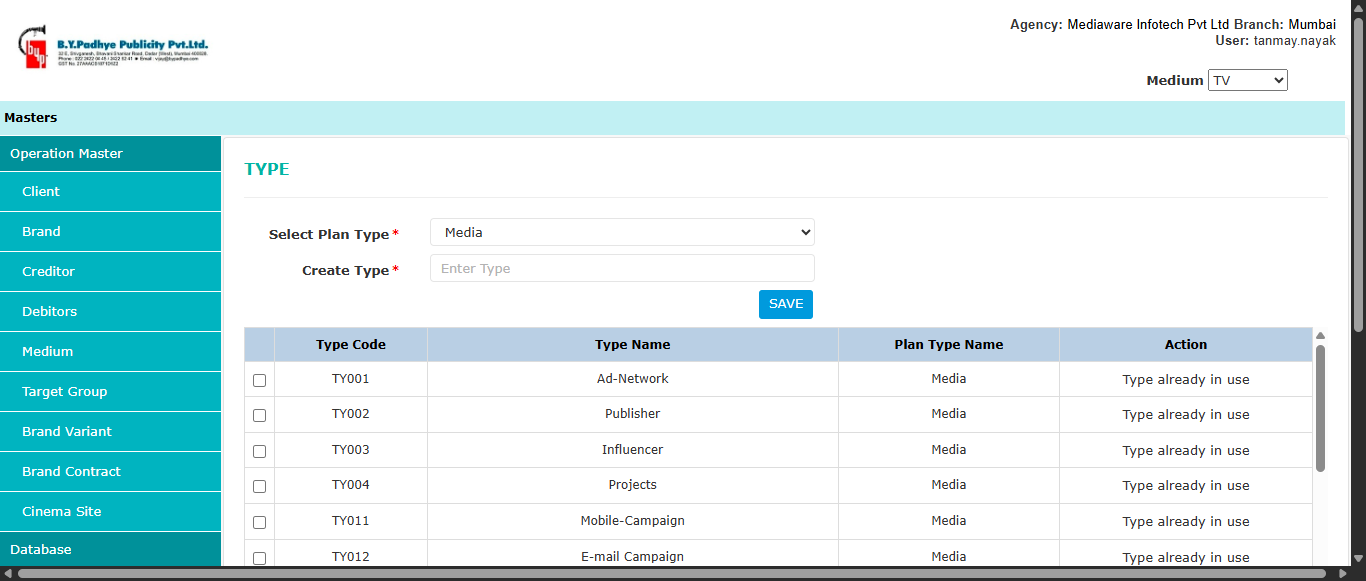 Agency: Mediaware Infotech Pvt Ltd Branch: Mumbai
User: tanmay.nayak
byp
B.Y.Padhye Publicity Pvt.Ltd.
Medium TV
Masters
Operation Master
Client
Brand
Creditor
Debitors
Medium
Target Group
Brand Variant
Brand Contract
Cinema Site
Database
TYPE
Select Plan Type* Media
Create Type* Enter Type
SAVE
Type Code Type Name Plan Type Name Action
TY001 Ad-Network Media Type already in use
TY002 Publisher Media Type already in use
TY003 Influencer Media Type already in use
TY004 Projects Media Type already in use
TY011 Mobile-Campaign Media Type already in use
TY012 E-mail Campaign Media Type already in use